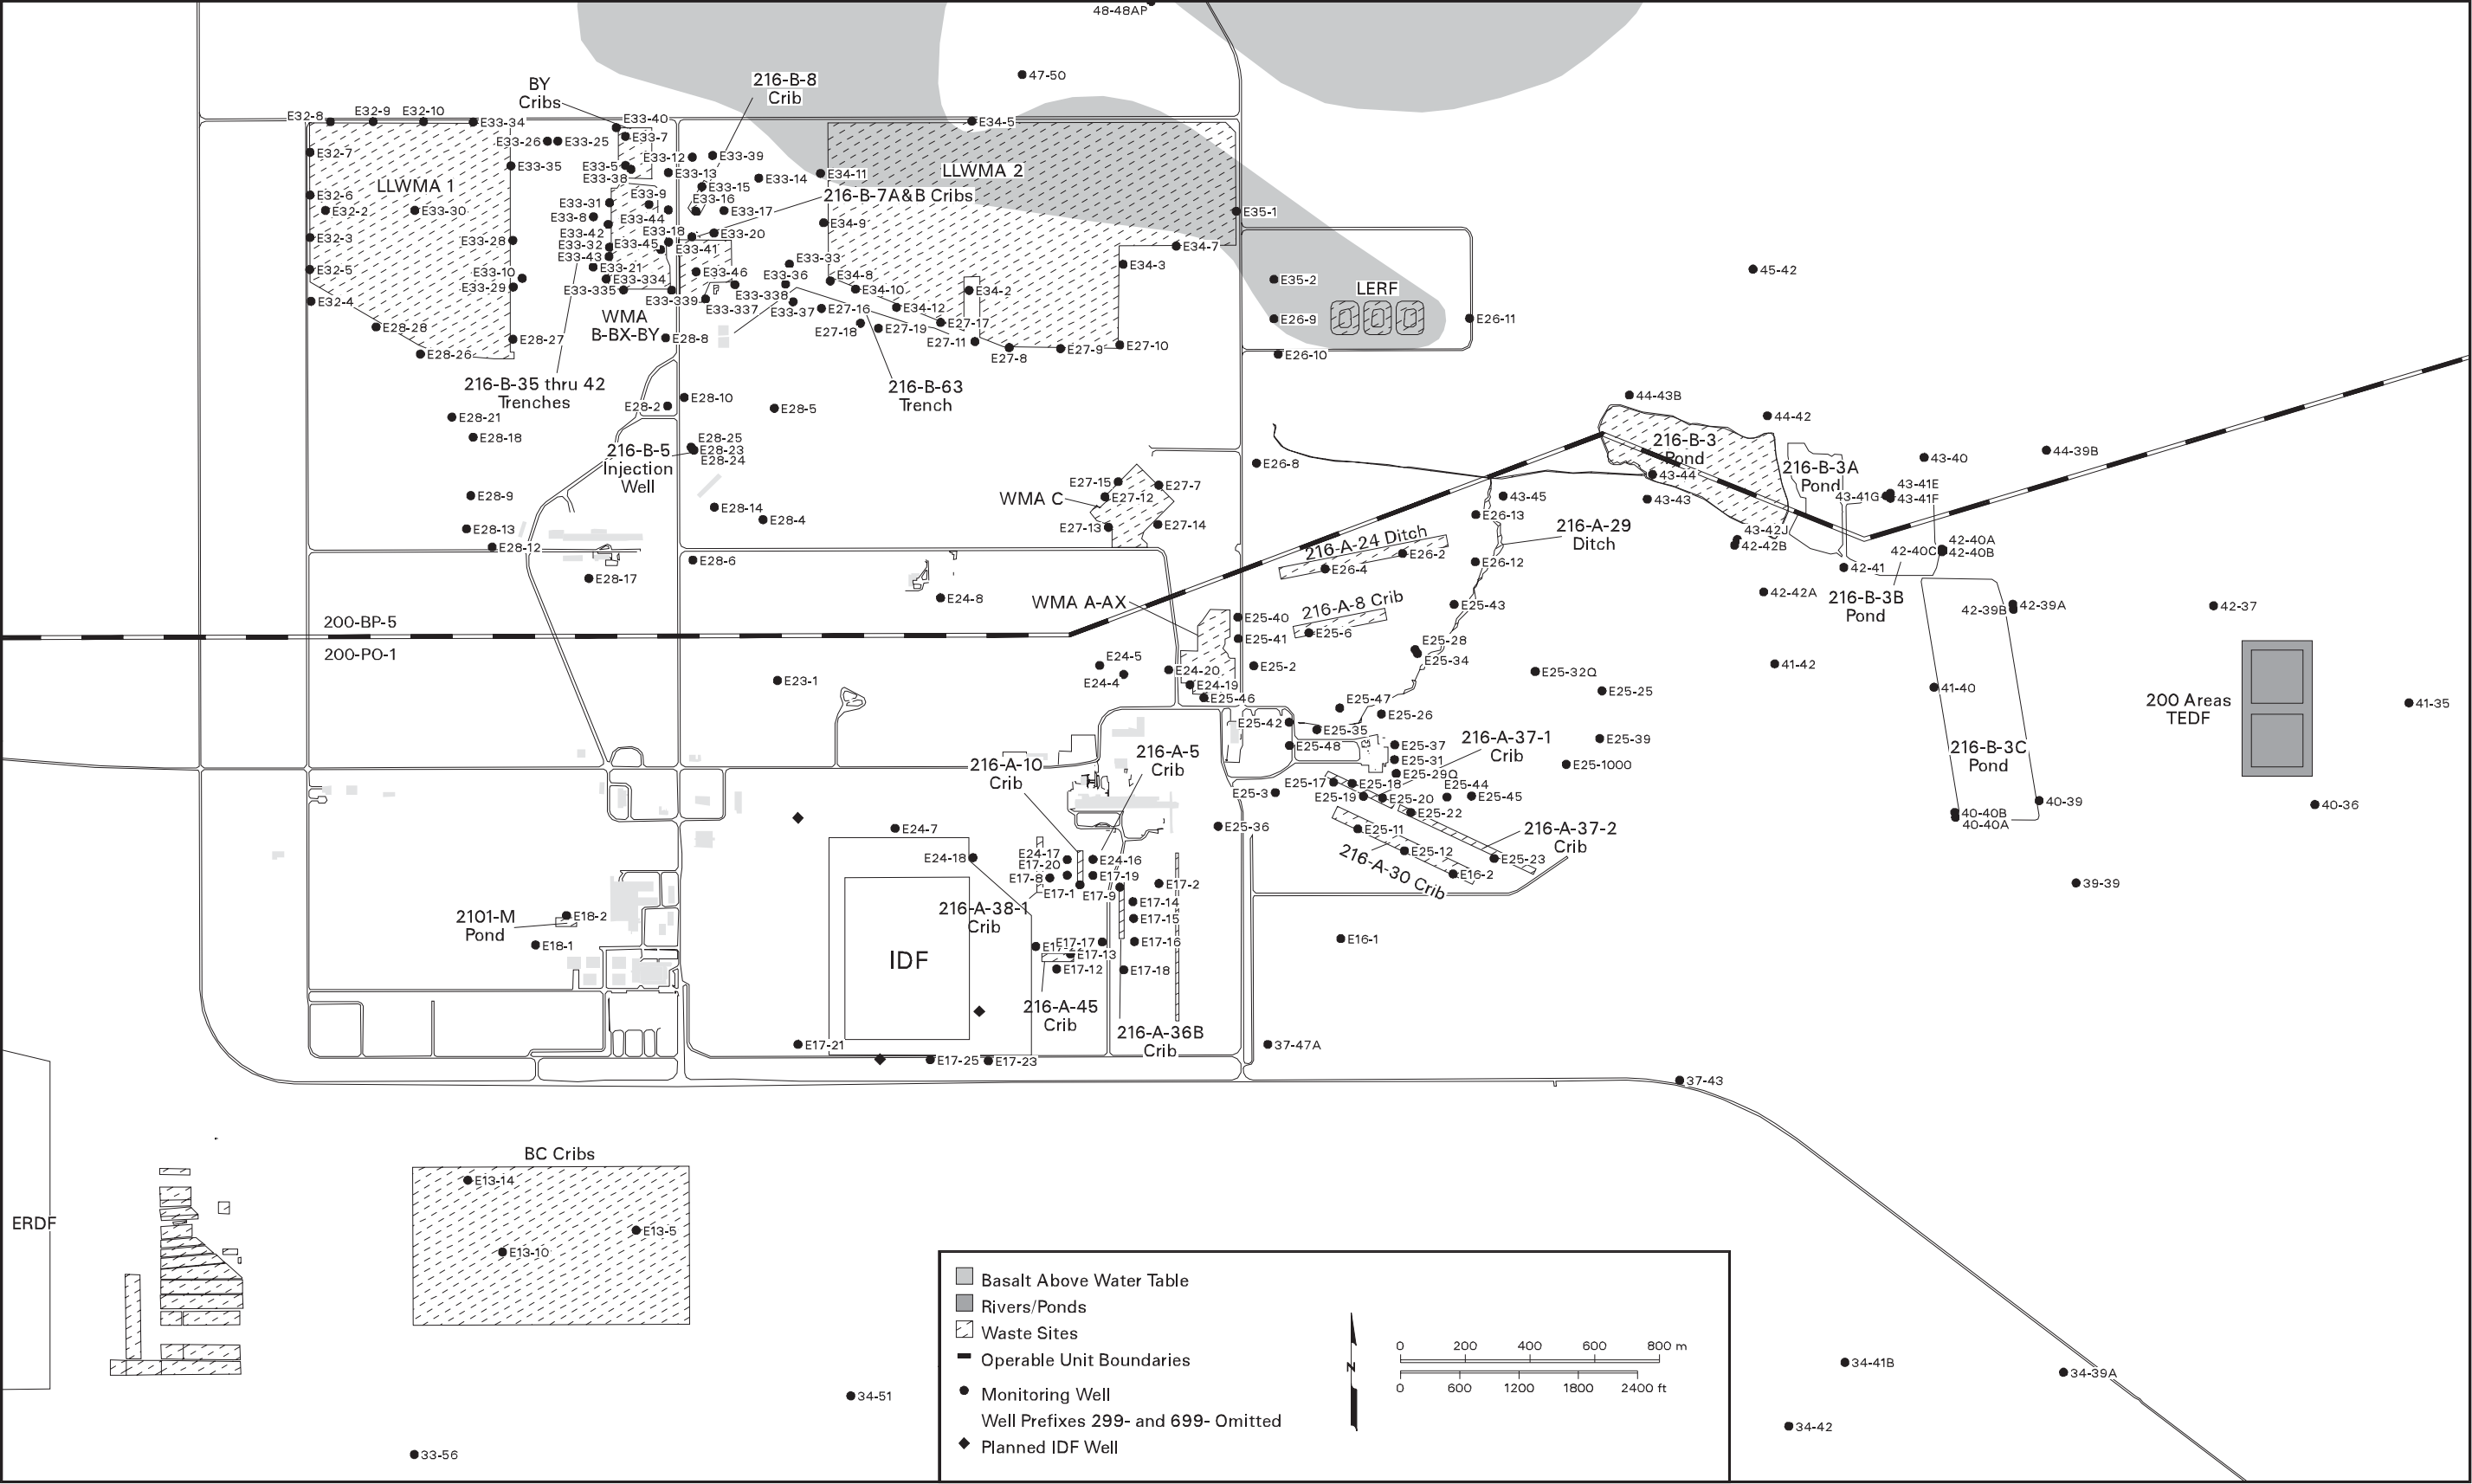 48-48AP
47-50
BY
Cribs
216-B-8
Crib
E32-8
E32-9
E32-10
E33-34
E33-40
E34-5
E33-26
E33-25
E33-7
E32-7
E33-35
E33-5
E33-38
E33-12
E33-39
E33-13
E33-14
E34-11
LLWMA 2
LLWMA 1
E33-15
E33-16
216-B-7A&B Cribs
E32-6
E32-2
E33-30
E33-31
E33-9
E33-8
E33-44
E33-17
E35-1
E34-9
E32-3
E33-28
E33-42
E33-18
E33-20
E33-32
E33-45
E33-41
E34-7
E33-43
E33-33
E34-3
E32-5
E33-10
E33-21
E33-46
E33-36
E34-8
E35-2
45-42
E33-29
E33-334
E33-335
E33-338
E34-10
E34-2
LERF
E32-4
E33-339
E33-337
E33-37
E27-16
E34-12
E26-9
E26-11
WMA
B-BX-BY
E28-28
E27-18
E27-19
E27-17
E28-27
E28-8
E27-11
E27-8
E27-9
E27-10
E28-26
E26-10
216-B-35 thru 42
Trenches
216-B-63
Trench
E28-2
E28-10
E28-5
44-43B
44-42
E28-21
E28-18
216-B-5
Injection
Well
E28-25
E28-23
E28-24
216-B-3
Pond
44-39B
43-40
E26-8
43-44
216-B-3A
Pond
E27-15
E27-7
WMA C
E27-12
E28-9
43-45
43-43
43-41G
43-41E
43-41F
E28-14
E28-4
E26-13
E27-13
E27-14
216-A-29
Ditch
E28-13
216-A-24 Ditch
43-42J
42-42B
E28-12
42-40C
42-40A
42-40B
E28-6
E26-2
E26-4
E26-12
42-41
E28-17
E24-8
WMA A-AX
216-A-8 Crib
E25-43
42-42A
216-B-3B
Pond
42-39B
42-39A
42-37
E25-40
200-BP-5
E25-6
E25-41
200-PO-1
E25-28
E25-34
E24-5
E24-4
E24-20
E25-2
41-42
E23-1
E24-19
E25-32Q
E25-25
41-40
E25-46
E25-47
E25-26
200 Areas
TEDF
41-35
E25-42
E25-35
E25-48
E25-37
216-A-37-1
Crib
E25-39
216-A-5
Crib
216-A-10
Crib
E25-31
E25-29Q
E25-1000
216-B-3C
Pond
E25-17
E25-18
E25-44
E25-3
E25-19
E25-20
E25-45
40-39
40-36
E25-22
40-40B
40-40A
E24-7
E25-36
E25-11
216-A-37-2
Crib
E24-18
E24-17
E24-16
E25-12
E25-23
E17-20
216-A-30 Crib
E17-8
E17-19
E16-2
E17-1
E17-9
E17-2
39-39
2101-M
Pond
E18-2
216-A-38-1
Crib
E17-14
E17-15
E18-1
E17-17
E17-16
E16-1
E17-13
IDF
E17-12
E17-18
216-A-45
Crib
216-A-36B
Crib
E17-21
E17-25
E17-23
37-47A
37-43
BC Cribs
E13-14
ERDF
E13-5
E13-10
34-51
33-56
34-41B
34-39A
34-42
Basalt Above Water Table
Rivers/Ponds
Waste Sites
Operable Unit Boundaries
Monitoring Well
Well Prefixes 299- and 699- Omitted
Planned IDF Well
N
0 200 400 600 800 m
0 600 1200 1800 2400 ft